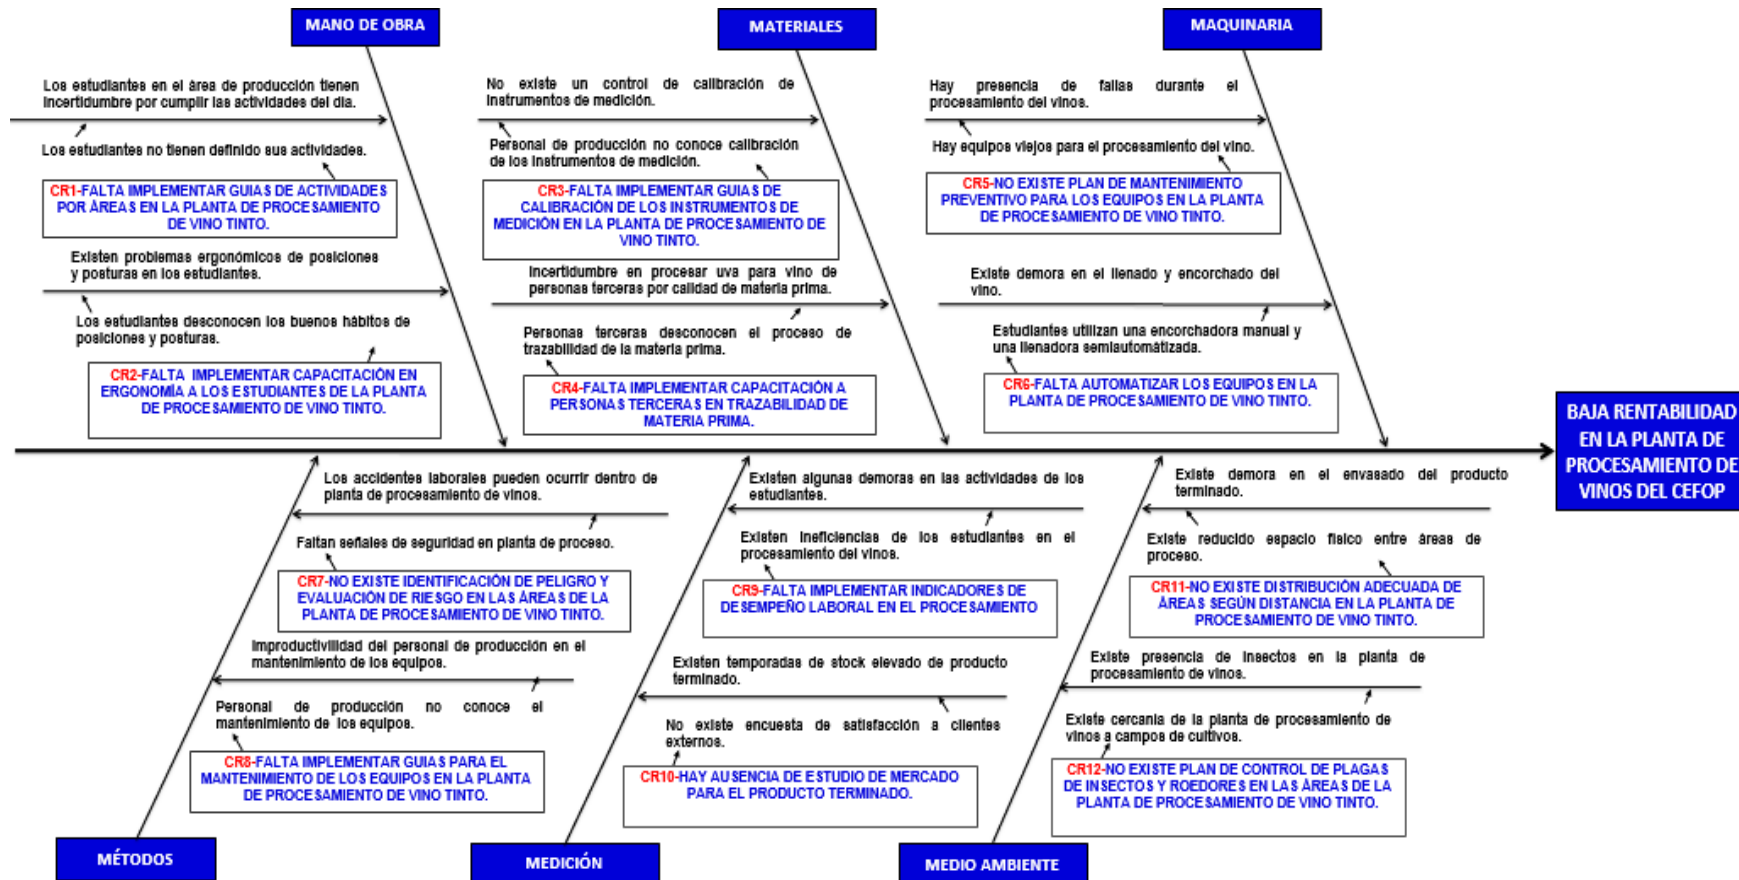 MANO DE OBRA
MATERIALES
MAQUINARIA
Los estudiantes en el área de producción tienen
incertidumbre por cumplir las actividades del dia.
Los estudiantes no tienen definido sus actividades.
CR1-FALTA IMPLEMENTAR GUIAS DE ACTIVIDADES
POR ÀREAS EN LA PLANTA DE PROCESAMIENTO
DE VINO TINTO.
Existen problemas ergonómicos de posiciones
y posturas en los estudiantes.
Los estudiantes desconocen los buenos hábitos de
posiciones y posturas.
CR2-FALTA IMPLEMENTAR CAPACITACIÓN EN
ERGONOMÍA A LOS ESTUDIANTES DE LA PLANTA
DE PROCESAMIENTO DE VINO TINTO.
No existe un control de calibración de
instrumentos de medición.
Personal de producción no conoce calibración
de los instrumentos de medición.
CR3-FALTA IMPLEMENTAR GUIAS DE
CALIBRACIÓN DE LOS INSTRUMENTOS DE
MEDICIÓN EN LA PLANTA DE PROCESAMIENTO DE
VINO TINTO.
Incertidumbre en procesar uva para vino de
personas terceras por calidad de materia prima.
Personas terceras desconocen el proceso de
trazabilidad de la materia prima.
CR4-FALTA IMPLEMENTAR CAPACITACIÓN A
PERSONAS TERCERAS EN TRAZABILIDAD DE
MATERIA PRIMA.
Hay presencia de fallas durante el
procesamiento del vinos.
Hay equipos viejos para el procesamiento del vino.
CR5-NO EXISTE PLAN DE MANTENIMIENTO
PREVENTIVO PARA LOS EQUIPOS EN LA PLANTA
DE PROCESAMIENTO DE VINO TINTO.
Existe demora en el llenado y encorchado del
vino.
Estudiantes utilizan una encorchadora manual y
una llenadora semiautomátizada.
CR6-FALTA AUTOMATIZAR LOS EQUIPOS EN LA
PLANTA DE PROCESAMIENTO DE VINO TINTO.
BAJA RENTABILIDAD
EN LA PLANTA DE
PROCESAMIENTO DE
VINOS DEL CEFOP
Los accidentes laborales pueden ocurrir dentro de
planta de procesamiento de vinos.
Faltan señales de seguridad en planta de proceso.
CR7-NO EXISTE IDENTIFICACIÓN DE PELIGRO Y
EVALUACIÓN DE RIESGO EN LAS ÀREAS DE LA
PLANTA DE PROCESAMIENTO DE VINO TINTO.
Improductivilidad del personal de producción en el
mantenimiento de los equipos.
Personal de producción no conoce el
mantenimiento de los equipos.
CR8-FALTA IMPLEMENTAR GUIAS PARA EL
MANTENIMIENTO DE LOS EQUIPOS EN LA PLANTA
DE PROCESAMIENTO DE VINO TINTO.
Existen algunas demoras en las actividades de los
estudiantes.
Existen ineficiencias de los estudiantes en el
procesamiento del vinos.
CR9-FALTA IMPLEMENTAR INDICADORES DE
DESEMPEÑO LABORAL EN EL PROCESAMIENTO
Existen temporadas de stock elevado de producto
terminado.
No existe encuesta de satisfacción a clientes
externos.
CR10-HAY AUSENCIA DE ESTUDIO DE MERCADO
PARA EL PRODUCTO TERMINADO.
Existe demora en el envasado del producto
terminado.
Existe reducido espacio fisico entre áreas de
proceso.
CR11-NO EXISTE DISTRIBUCIÓN ADECUADA DE
ÀREAS SEGÚN DISTANCIA EN LA PLANTA DE
PROCESAMIENTO DE VINO TINTO.
Existe presencia de insectos en la planta de
procesamiento de vinos.
Existe cercania de la planta de procesamiento de
vinos a campos de cultivos.
CR12-NO EXISTE PLAN DE CONTROL DE PLAGAS
DE INSECTOS Y ROEDORES EN LAS ÀREAS DE LA
PLANTA DE PROCESAMIENTO DE VINO TINTO.
MÉTODOS
MEDICIÓN
MEDIO AMBIENTE